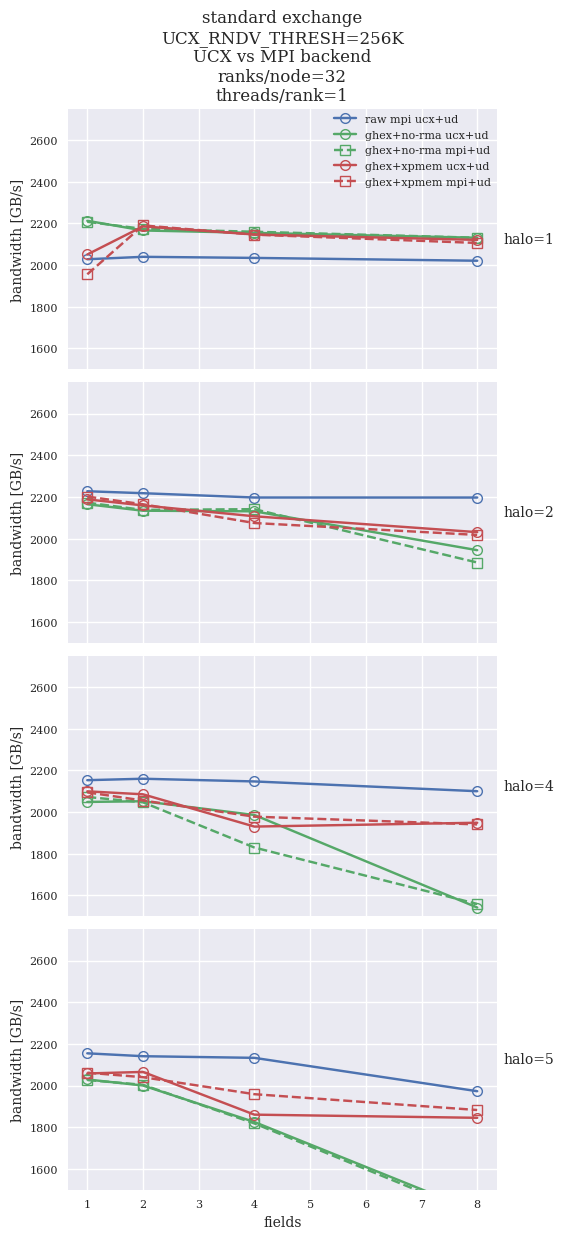 standard exchange
UCX_RNDV_THRESH=256K
UCX vs MPI backend
ranks/node=32
threads/rank=1
raw mpi ucx+ud
ghex+no-rma ucx+ud
ghex+no-rma mpi+ud
ghex+xpmem ucx+ud
ghex+xpmem mpi+ud
2600
2400
2200
2000
1800
1600
bandwidth [GB/s]
halo=1
2600
2400
2200
2000
1800
1600
bandwidth [GB/s]
halo=2
2600
2400
2200
2000
1800
1600
bandwidth [GB/s]
halo=4
2600
2400
2200
2000
1800
1600
bandwidth [GB/s]
halo=5
1 2 3 4 5 6 7 8
fields